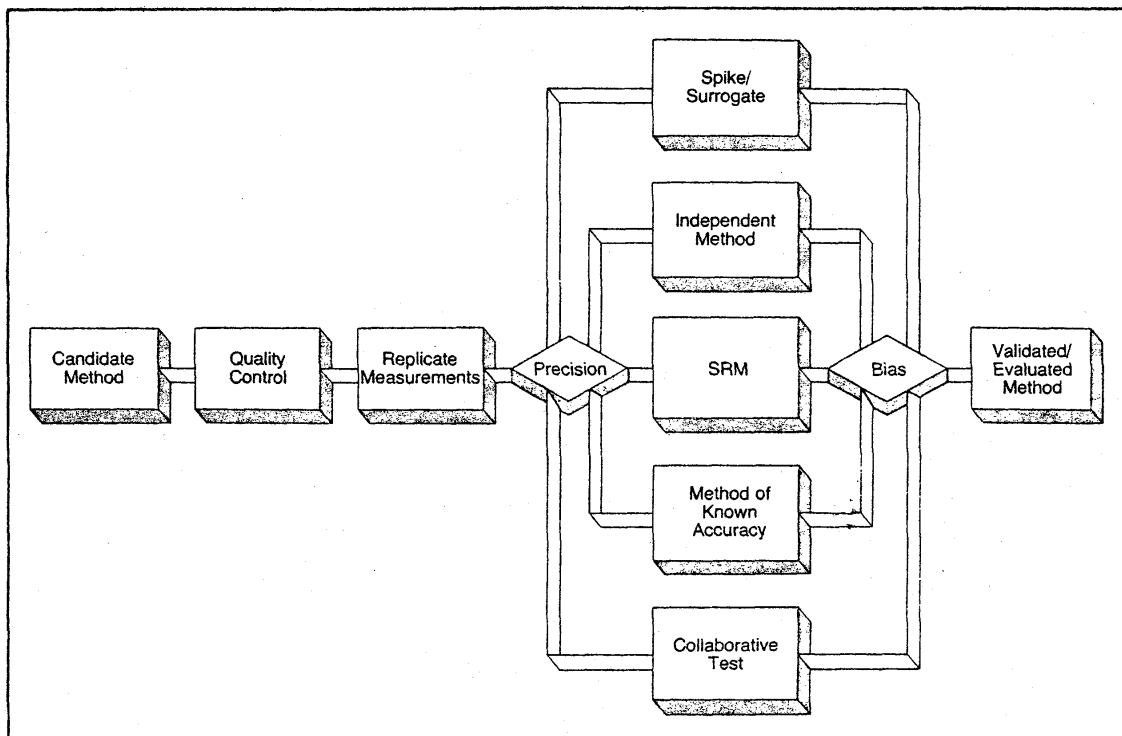 Spike/
Surrogate
Independent
Method
Candidate
Method
Quality
Control
Replicate
Measurements
Precision
SRM
Bias
Validated/
Evaluated
Method
Method of
Known
Accuracy
Collaborative
Test